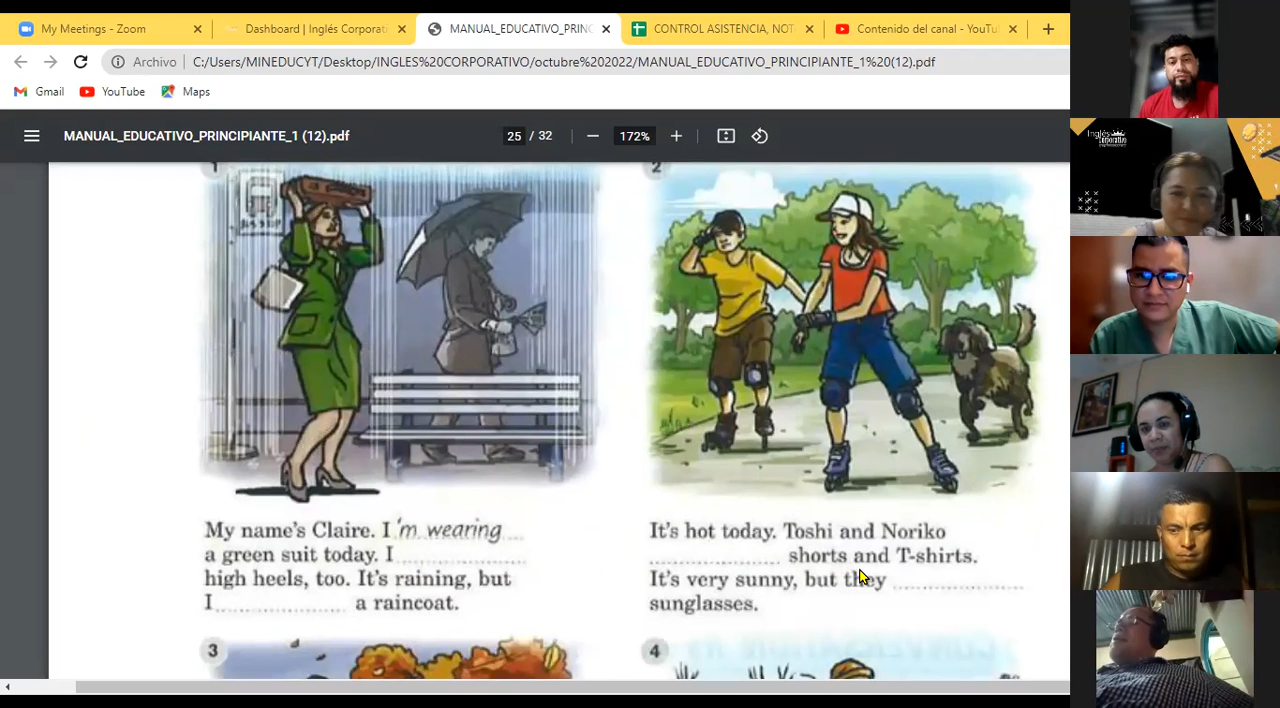 My Meetings - Zoom
Dashboard | Inglés Corporati
MANUAL_EDUCATIVO_PRINC
CONTROL ASISTENCIA, NOT
Contenido del canal - YouTu
Archivo
C:/Users/MINEDUCYT/Desktop/INGLES%20CORPORATIVO/octubre%202022/MANUAL_EDUCATIVO_PRINCIPIANTE_1%20(12).pdf
Gmail
YouTube
Maps
MANUAL_EDUCATIVO_PRINCIPIANTE_1 (12).pdf
25 / 32
172%
1
2
My name's Claire. I 'm wearing
a green suit today. I
high heels, too. It's raining, but
I a raincoat.
It's hot today. Toshi and Noriko
shorts and T-shirts.
It's very sunny, but they
sunglasses.
3
4
Inglés
Corporativo